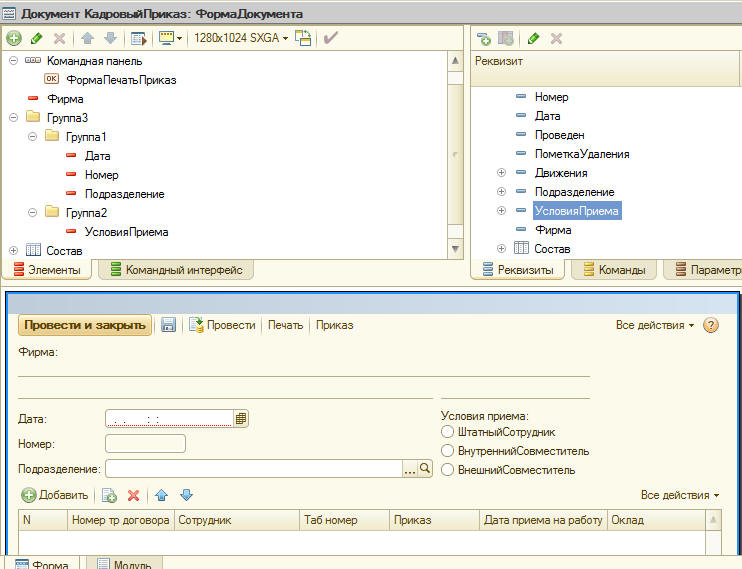 Документ КадровыйПриказ: ФормаДокумента
1280x1024 SXGA
Командная панель
OK ФормаПечатьПриказ
Фирма
Группа3
Группа1
Дата
Номер
Подразделение
Группа2
УсловияПриема
Состав
Элементы Командный интерфейс
Реквизит
Номер
Дата
Проведен
ПометкаУдаления
Движения
Подразделение
УсловияПриема
Фирма
Состав
Реквизиты Команды Параметр
Провести и закрыть Провести Печать Приказ Все действия ?
Фирма:
Дата: . . : :
Номер:
Подразделение: ...
Условия приема:
ШтатныйСотрудник
ВнутреннийСовместитель
ВнешнийСовместитель
Добавить Все действия
N Номер тр договора Сотрудник Таб номер Приказ Дата приема на работу Оклад
Форма Модуль